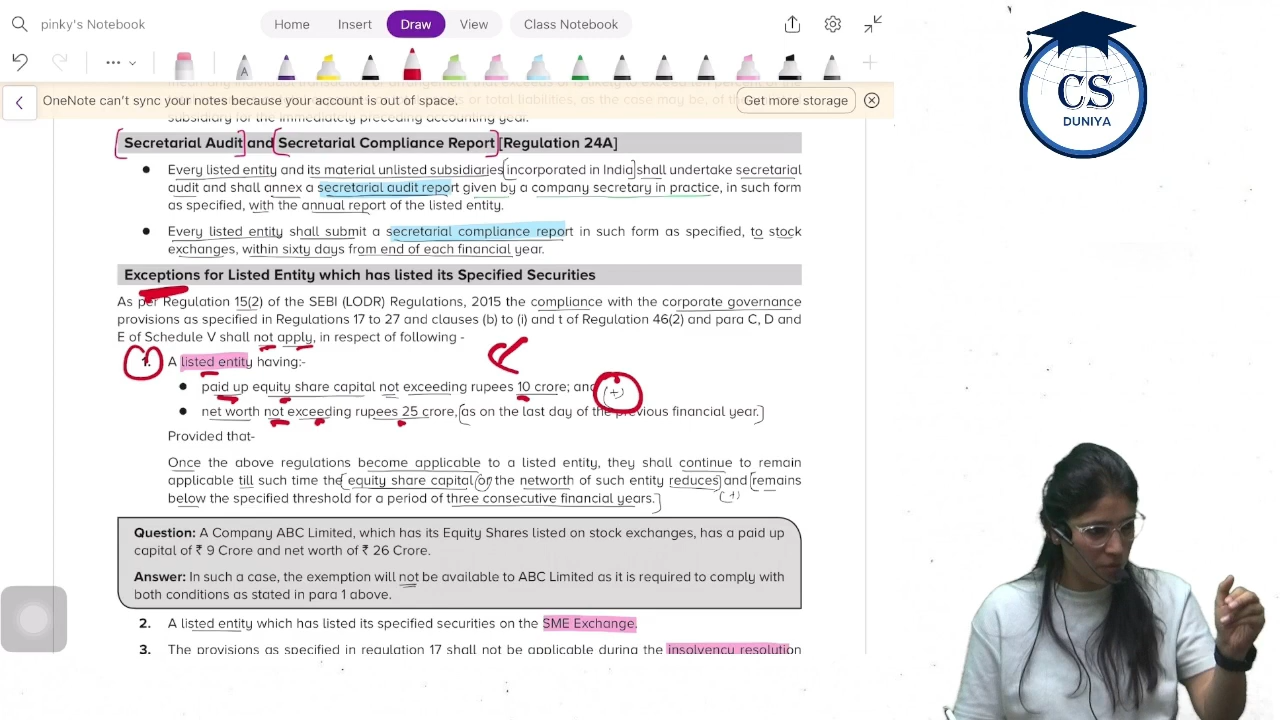 pinky's Notebook
Home Insert Draw View Class Notebook
OneNote can't sync your notes because your account is out of space.
Get more storage
or total liabilities, as the case may be, of
subsidiary for the immediately preceding accounting year.
Secretarial Audit and Secretarial Compliance Report [Regulation 24A]
● Every listed entity and its material unlisted subsidiaries incorporated in India shall undertake secretarial
audit and shall annex a secretarial audit report given by a company secretary in practice, in such form
as specified, with the annual report of the listed entity.
● Every listed entity shall submit a secretarial compliance report in such form as specified, to stock
exchanges, within sixty days from end of each financial year.
Exceptions for Listed Entity which has listed its Specified Securities
As per Regulation 15(2) of the SEBI (LODR) Regulations, 2015 the compliance with the corporate governance
provisions as specified in Regulations 17 to 27 and clauses (b) to (i) and t of Regulation 46(2) and para C, D and
E of Schedule V shall not apply, in respect of following -
1. A listed entity having:-
● paid up equity share capital not exceeding rupees 10 crore; and (+)
● net worth not exceeding rupees 25 crore, as on the last day of the previous financial year.
Provided that-
Once the above regulations become applicable to a listed entity, they shall continue to remain
applicable till such time the equity share capital or the networth of such entity reduces and remains
(+)
below the specified threshold for a period of three consecutive financial years.
Question: A Company ABC Limited, which has its Equity Shares listed on stock exchanges, has a paid up
capital of ₹ 9 Crore and net worth of ₹ 26 Crore.
Answer: In such a case, the exemption will not be available to ABC Limited as it is required to comply with
both conditions as stated in para 1 above.
2. A listed entity which has listed its specified securities on the SME Exchange.
3. The provisions as specified in regulation 17 shall not be applicable during the insolvency resolution
CS
DUNIYA